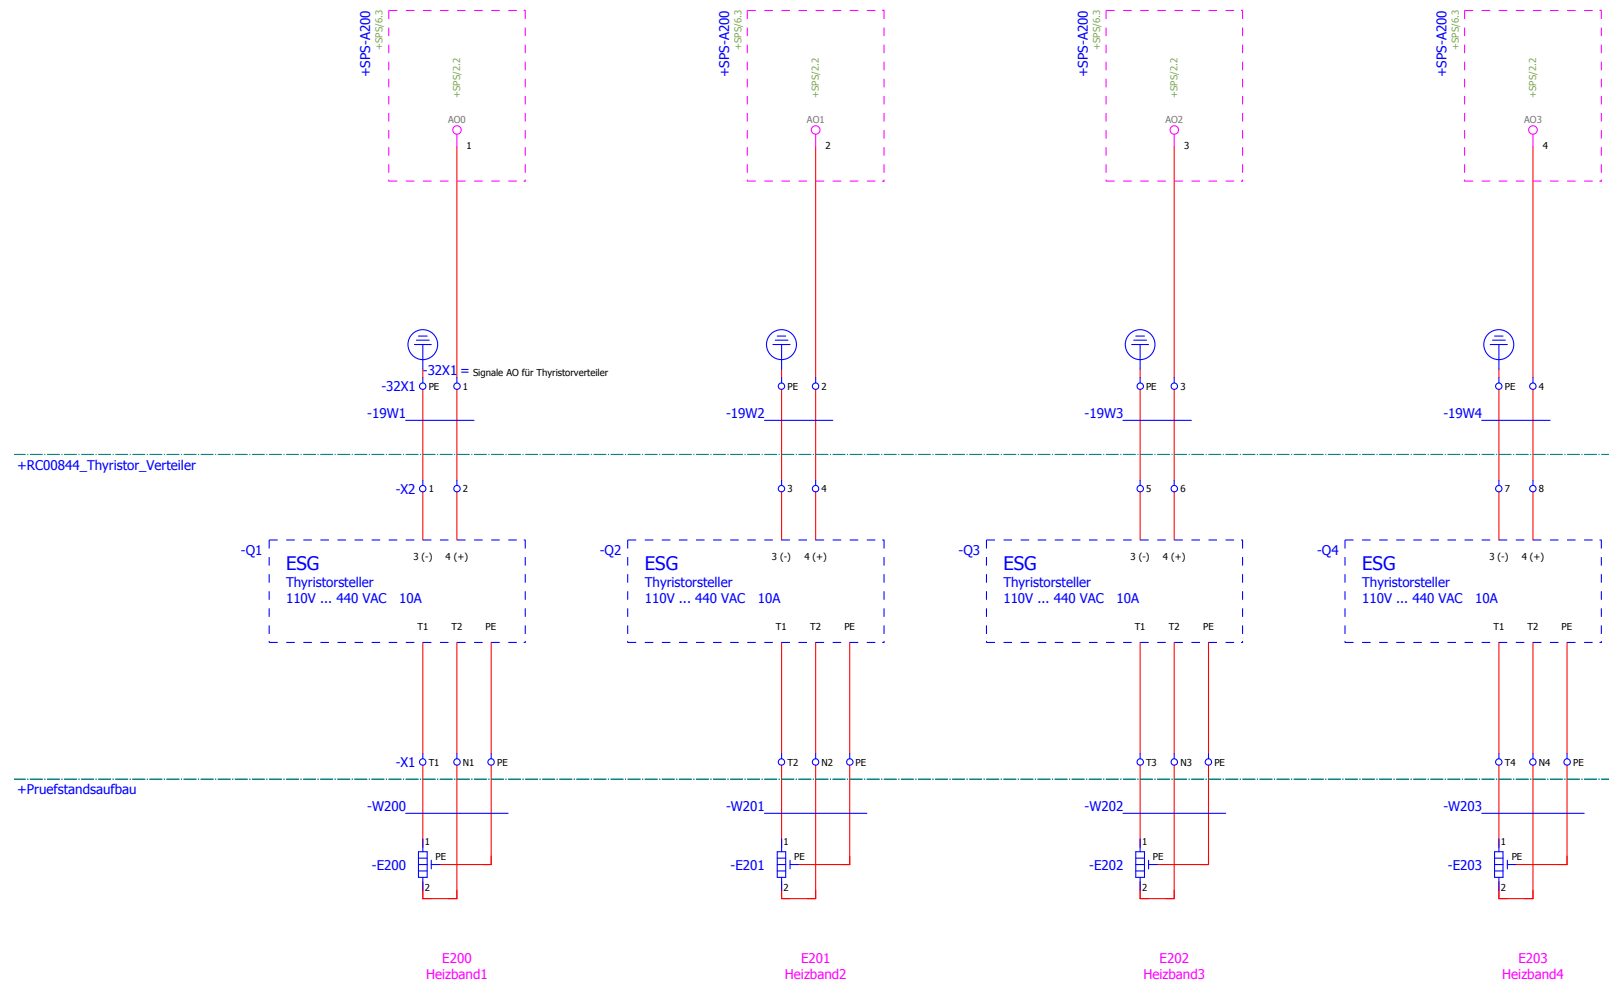 +SPS-A200
+SPS/6.3
+SPS/2.2
AO0
1
+SPS-A200
+SPS/6.3
+SPS/2.2
AO1
2
+SPS-A200
+SPS/6.3
+SPS/2.2
AO2
3
+SPS-A200
+SPS/6.3
+SPS/2.2
AO3
4
-32X1 = Signale AO für Thyristorverteiler
-32X1 PE 1
PE 2
PE 3
PE 4
-19W1
-19W2
-19W3
-19W4
+RC00844_Thyristor_Verteiler
-X2 1 2
3 4
5 6
7 8
-Q1
3 (-) 4 (+)
ESG
Thyristorsteller
110V ... 440 VAC 10A
T1 T2 PE
-Q2
3 (-) 4 (+)
ESG
Thyristorsteller
110V ... 440 VAC 10A
T1 T2 PE
-Q3
3 (-) 4 (+)
ESG
Thyristorsteller
110V ... 440 VAC 10A
T1 T2 PE
-Q4
3 (-) 4 (+)
ESG
Thyristorsteller
110V ... 440 VAC 10A
T1 T2 PE
-X1 T1 N1 PE
T2 N2 PE
T3 N3 PE
T4 N4 PE
+Pruefstandsaufbau
-W200
-W201
-W202
-W203
1
PE
-E200
2
1
PE
-E201
2
1
PE
-E202
2
1
PE
-E203
2
E200
Heizband1
E201
Heizband2
E202
Heizband3
E203
Heizband4